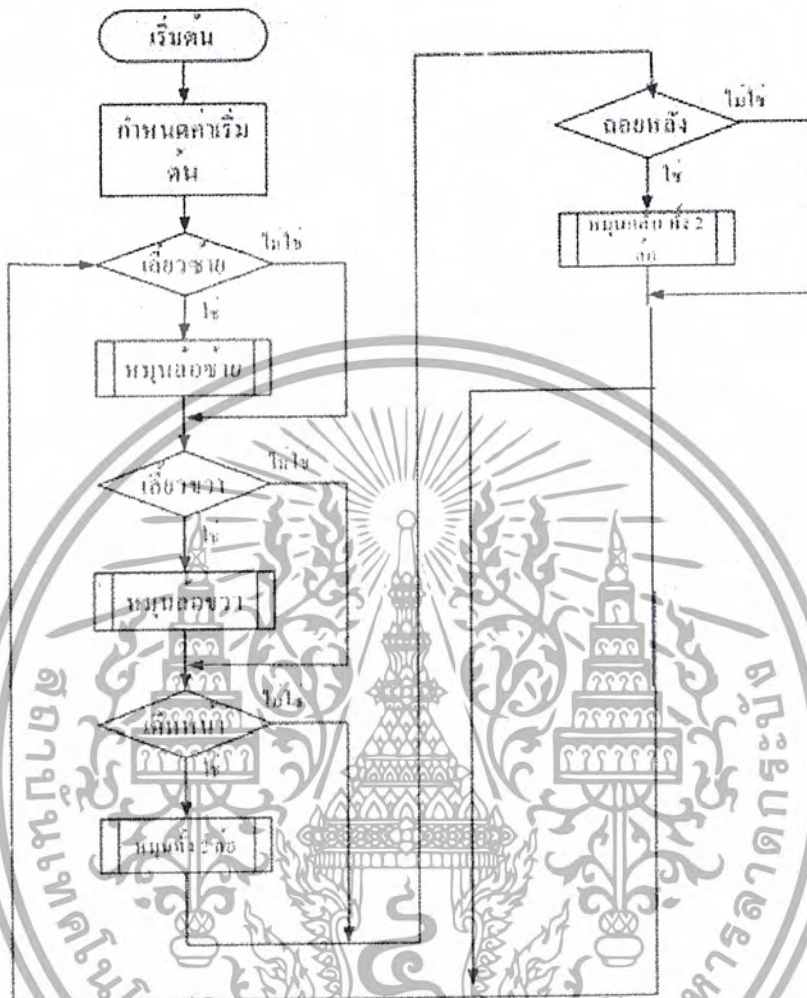 เริ่มต้น
กำหนดค่าเริ่ม
ต้น
เลี้ยวซ้าย
ไม่ใช่
ใช่
หมุนล้อซ้าย
เลี้ยวขวา
ไม่ใช่
ใช่
หมุนล้อขวา
เดินหน้า
ไม่ใช่
ใช่
หมุนทั้ง 2 ล้อ
ถอยหลัง
ไม่ใช่
ใช่
หมุนกลับ ทั้ง 2
ล้อ